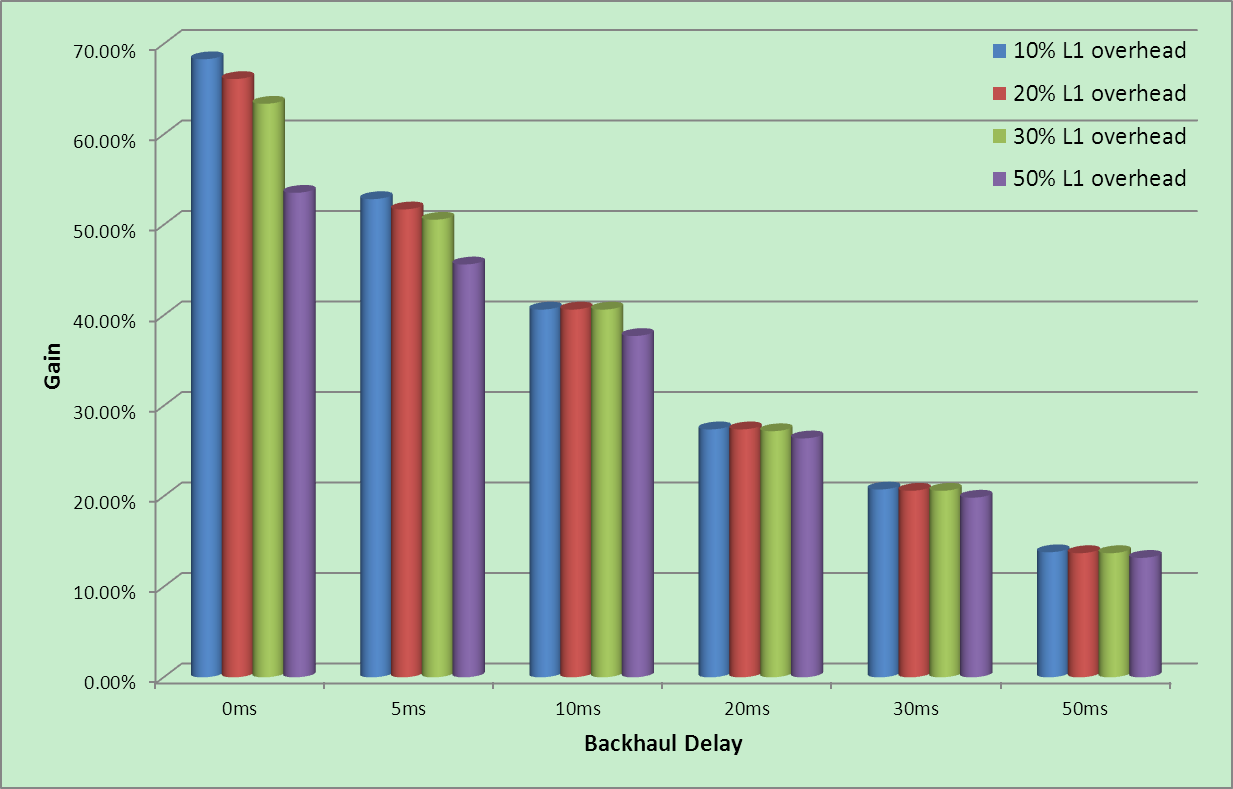 70.00%
60.00%
50.00%
40.00%
30.00%
20.00%
10.00%
0.00%
Gain
10% L1 overhead
20% L1 overhead
30% L1 overhead
50% L1 overhead
0ms
5ms
10ms
20ms
30ms
50ms
Backhaul Delay